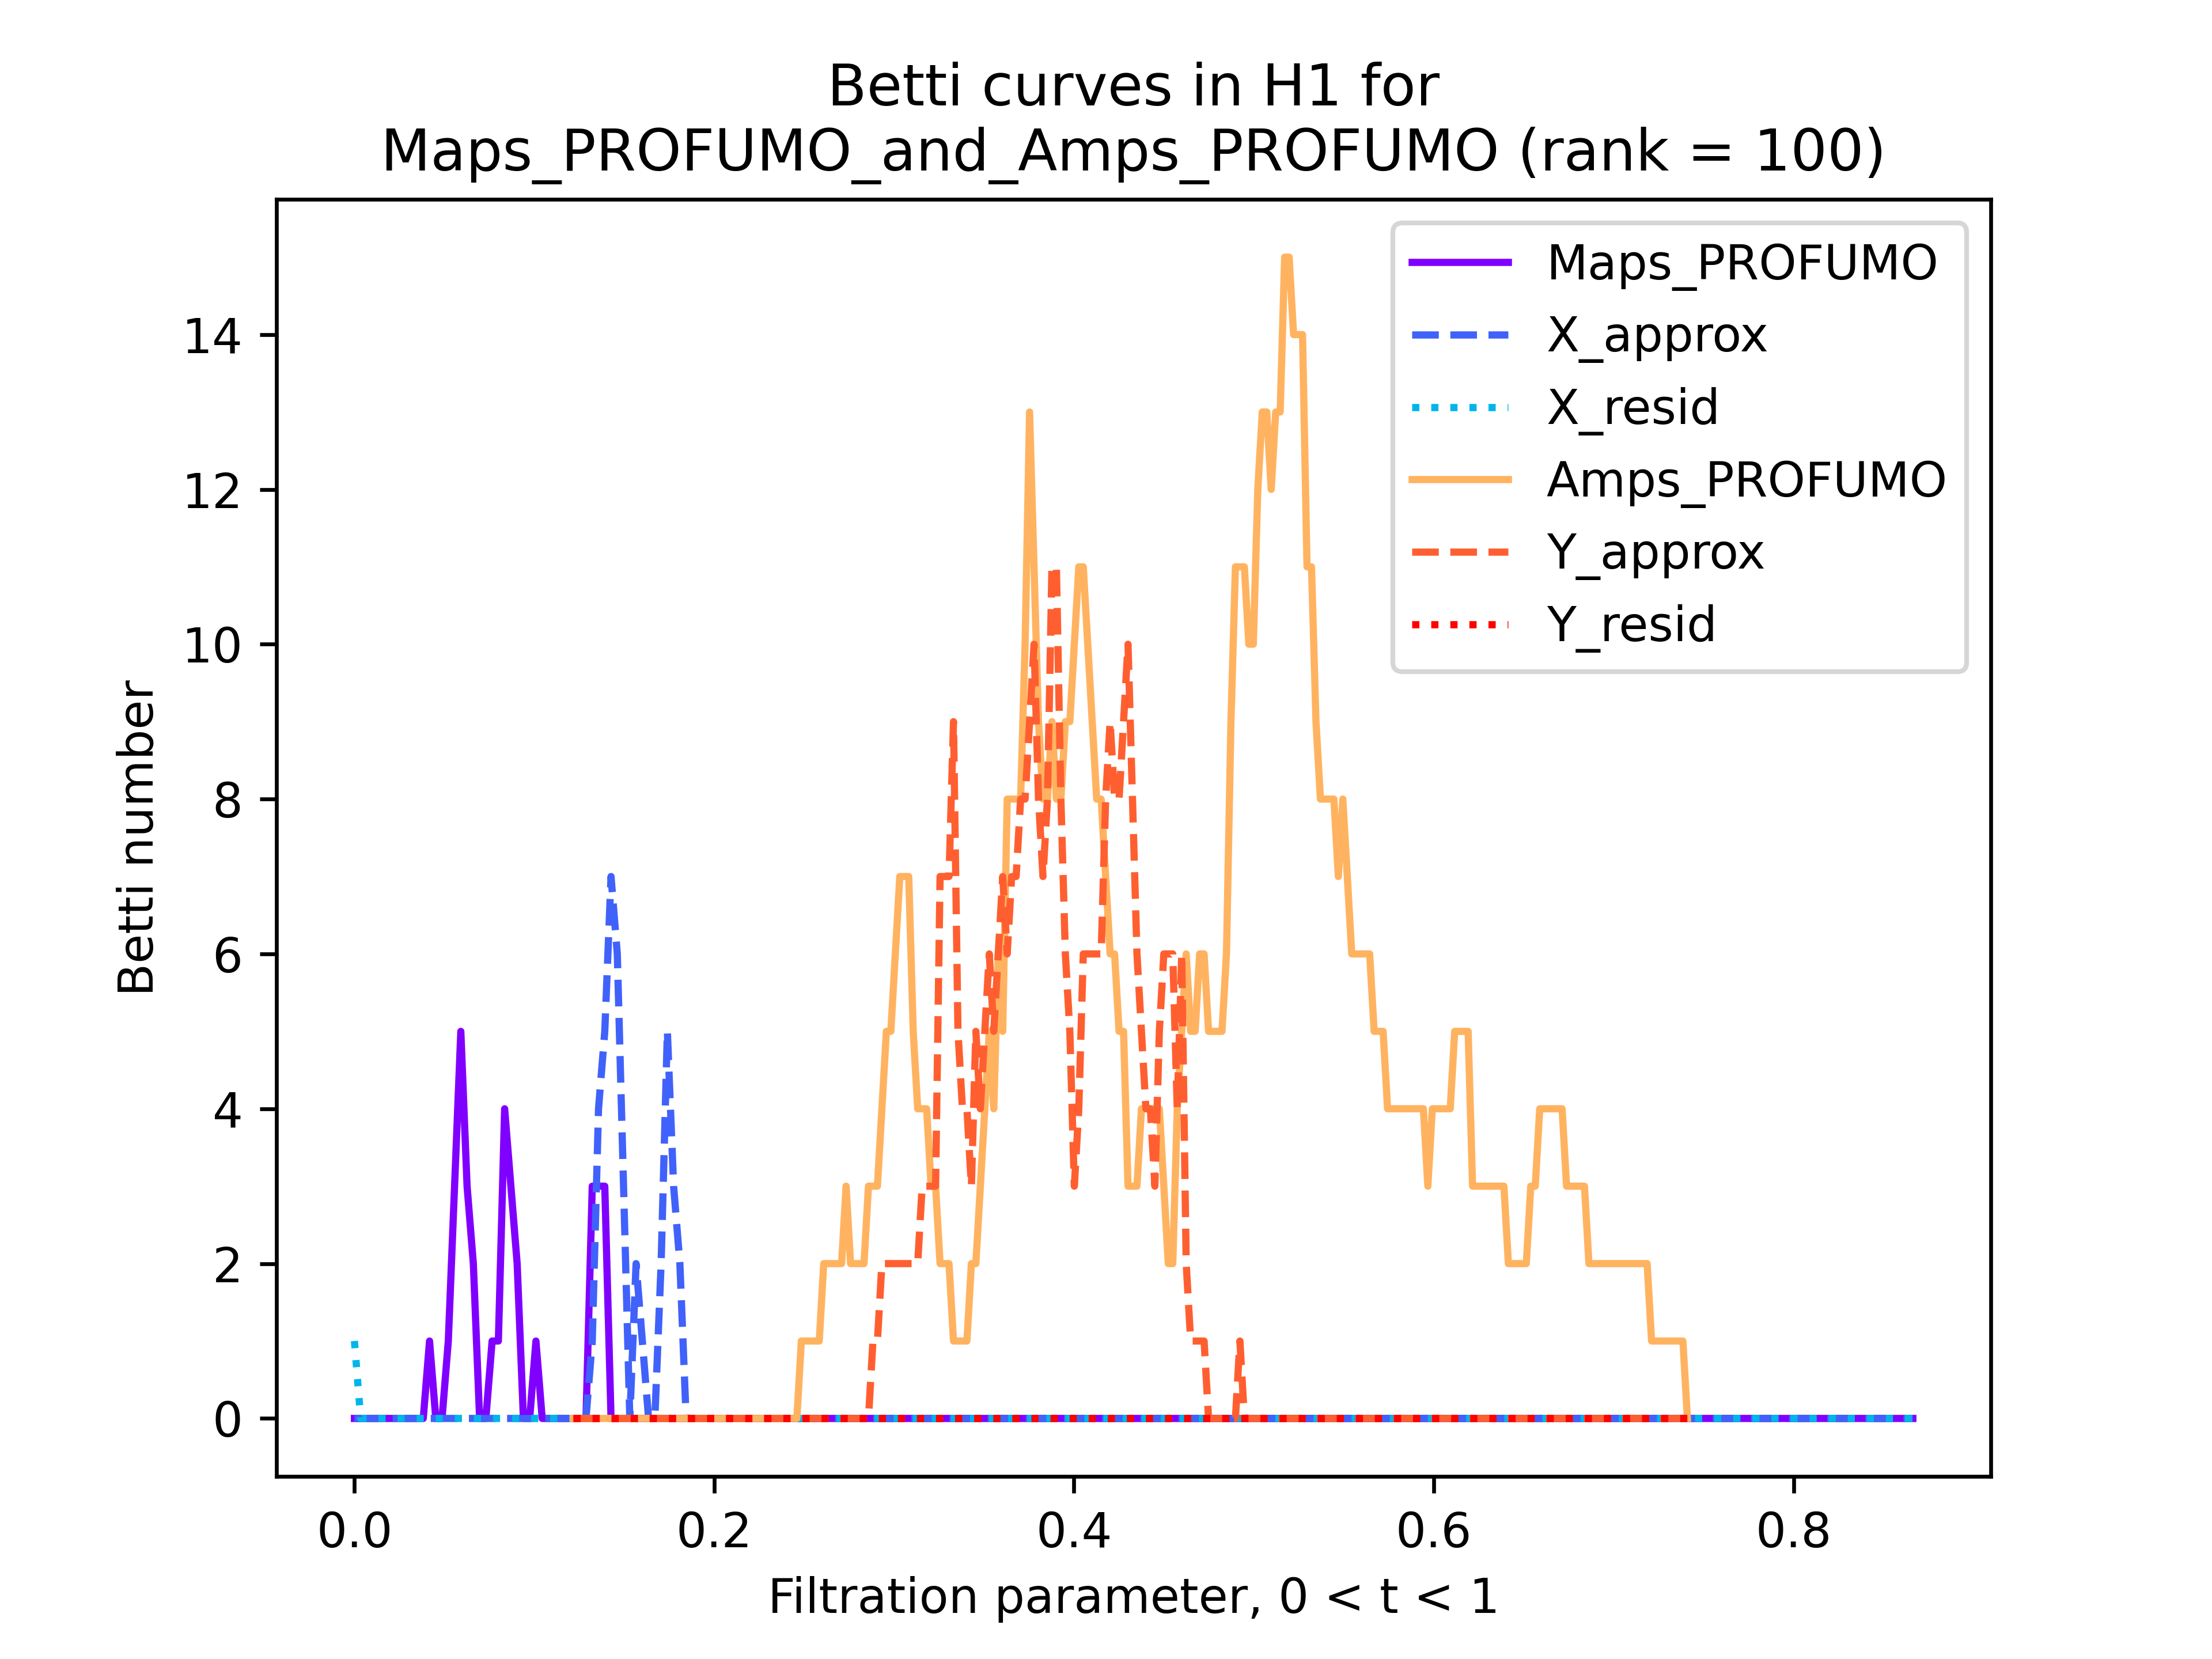 Betti curves in H1 for
Maps_PROFUMO_and_Amps_PROFUMO (rank = 100)
Maps_PROFUMO
X_approx
X_resid
Amps_PROFUMO
Y_approx
Y_resid
Betti number
14
12
10
8
6
4
2
0
0.0 0.2 0.4 0.6 0.8
Filtration parameter, 0 < t < 1